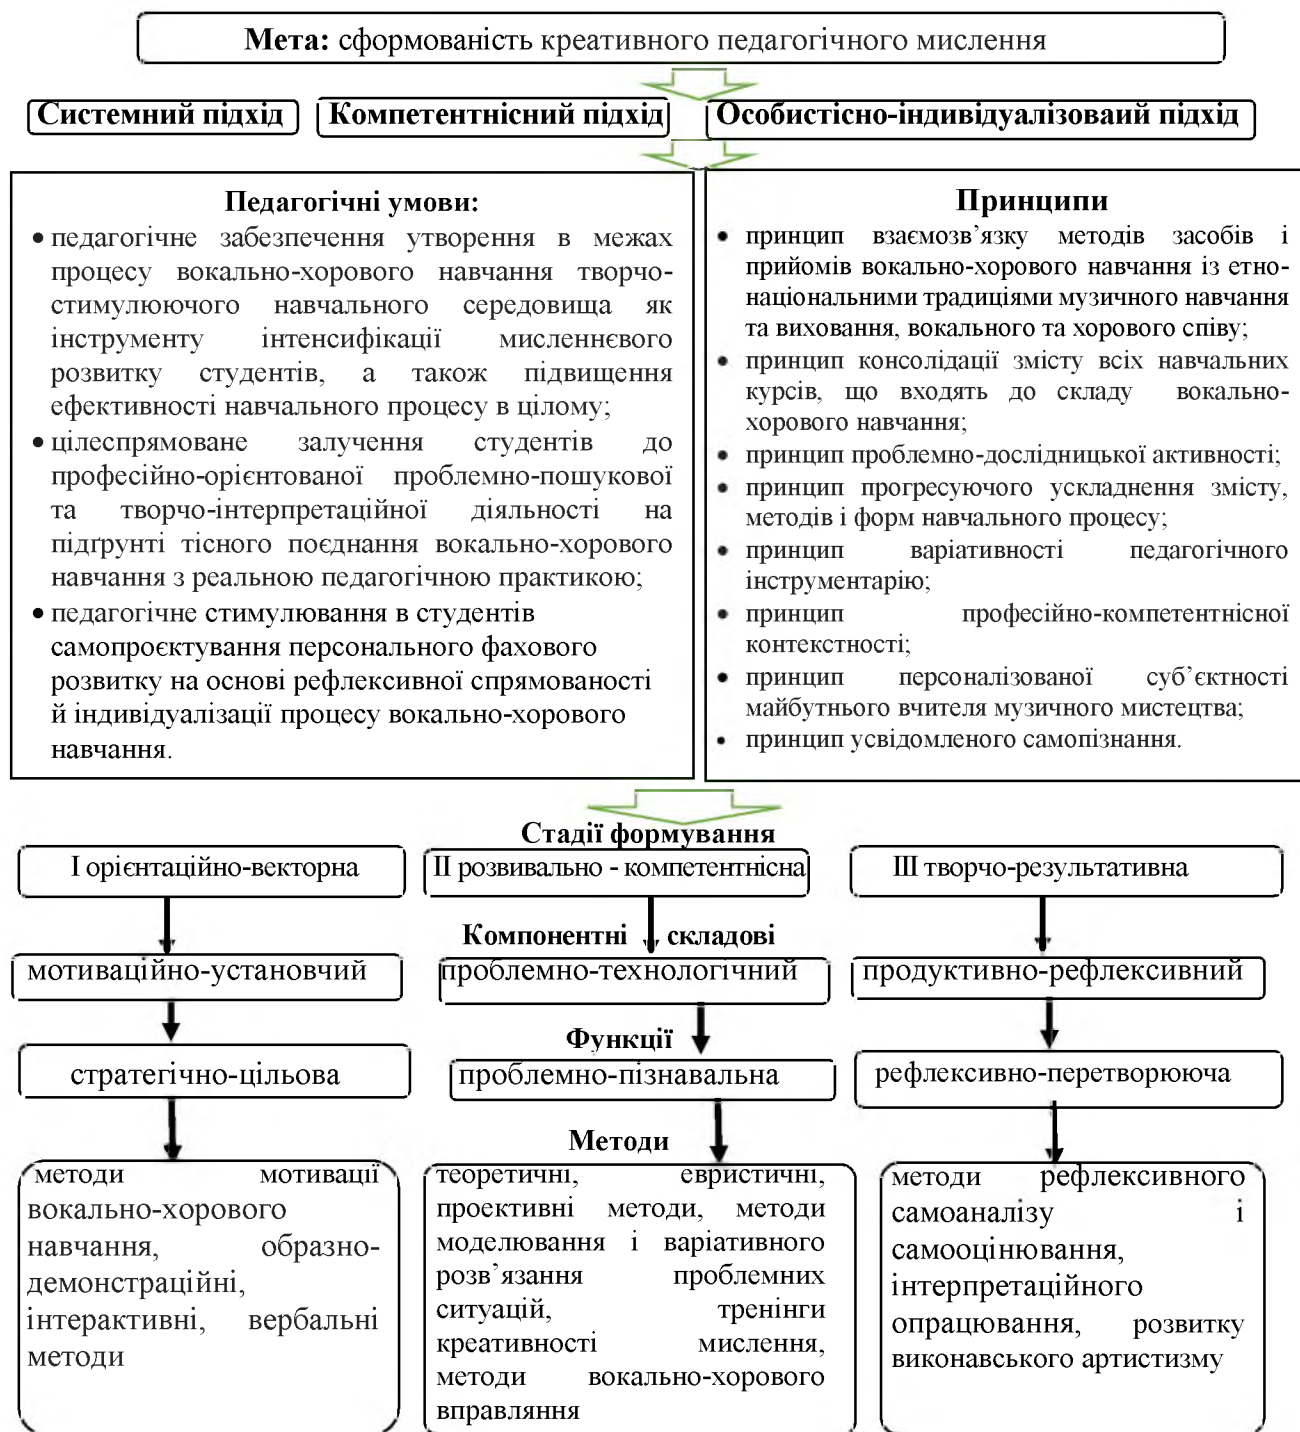 Мета: сформованість креативного педагогічного мислення
Системний підхід
Компетентнісний підхід
Особистісно-індивідуалізоваий підхід
Педагогічні умови:
• педагогічне забезпечення утворення в межах
процесу вокально-хорового навчання творчо-
стимулюючого навчального середовища як
інструменту інтенсифікації мисленнєвого
розвитку студентів, а також підвищення
ефективності навчального процесу в цілому;
• цілеспрямоване залучення студентів до
професійно-орієнтованої проблемно-пошукової
та творчо-інтерпретаційної діяльності на
підґрунті тісного поєднання вокально-хорового
навчання з реальною педагогічною практикою;
• педагогічне стимулювання в студентів
самопроєктування персонального фахового
розвитку на основі рефлексивної спрямованості
й індивідуалізації процесу вокально-хорового
навчання.
Принципи
• принцип взаємозв’язку методів засобів і
прийомів вокально-хорового навчання із етно-
національними традиціями музичного навчання
та виховання, вокального та хорового співу;
• принцип консолідації змісту всіх навчальних
курсів, що входять до складу вокально-
хорового навчання;
• принцип проблемно-дослідницької активності;
• принцип прогресуючого ускладнення змісту,
методів і форм навчального процесу;
• принцип варіативності педагогічного
інструментарію;
• принцип професійно-компетентнісної
контекстності;
• принцип персоналізованої суб’єктності
майбутнього вчителя музичного мистецтва;
• принцип усвідомленого самопізнання.
Стадії формування
І орієнтаційно-векторна
ІІ розвивально - компетентнісна
ІІІ творчо-результативна
Компонентні складові
мотиваційно-установчий
проблемно-технологічний
продуктивно-рефлексивний
Функції
стратегічно-цільова
проблемно-пізнавальна
рефлексивно-перетворююча
Методи
методи мотивації
вокально-хорового
навчання, образно-
демонстраційні,
інтерактивні, вербальні
методи
теоретичні, евристичні,
проективні методи, методи
моделювання і варіативного
розв’язання проблемних
ситуацій, тренінги
креативності мислення,
методи вокально-хорового
вправляння
методи рефлексивного
самоаналізу і
самооцінювання,
інтерпретаційного
опрацювання, розвитку
виконавського артистизму